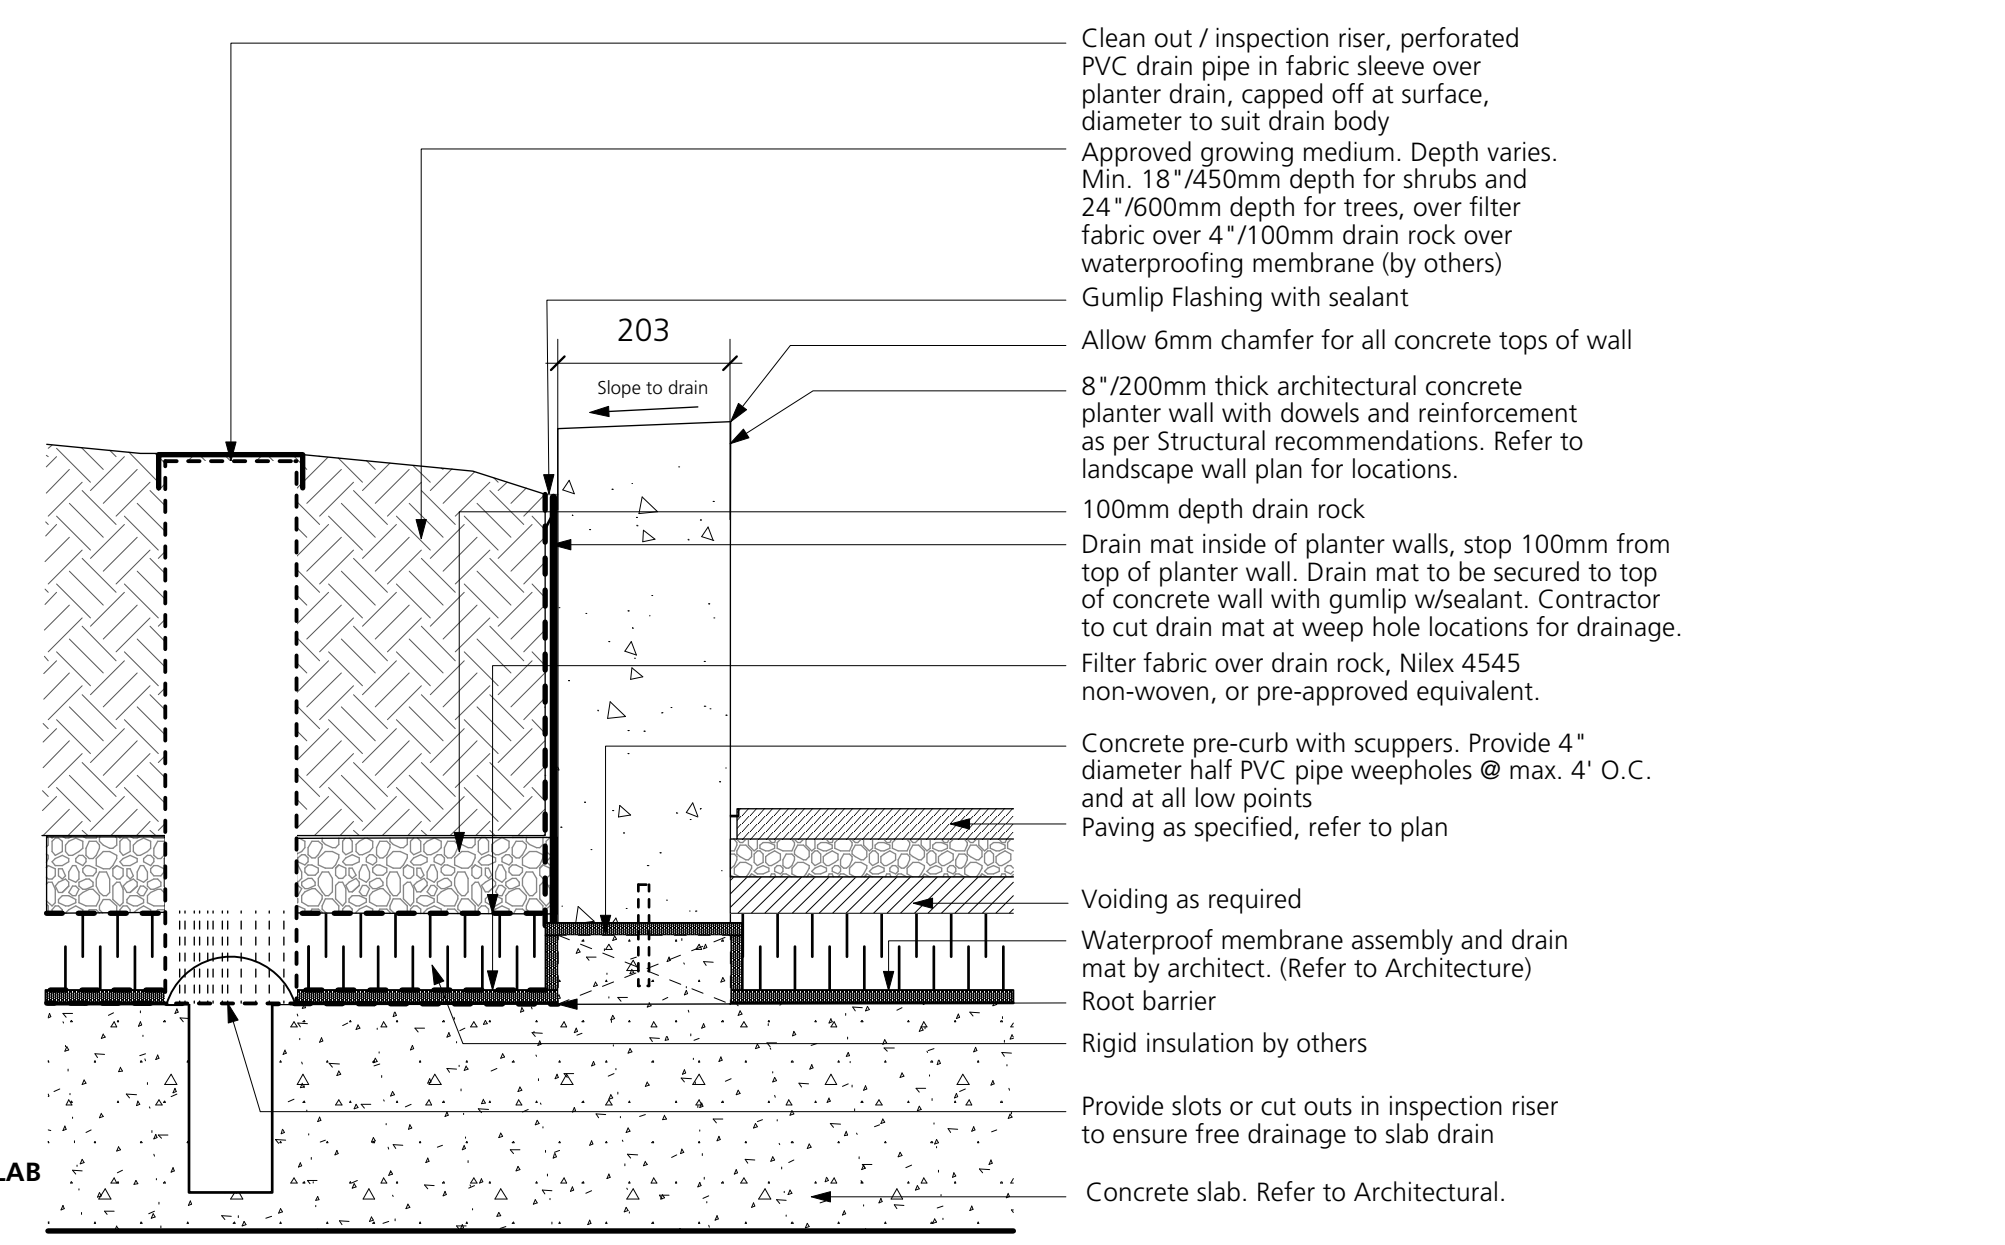 Clean out / inspection riser, perforated
PVC drain pipe in fabric sleeve over
planter drain, capped off at surface,
diameter to suit drain body
Approved growing medium. Depth varies.
Min. 18"/450mm depth for shrubs and
24"/600mm depth for trees, over filter
fabric over 4"/100mm drain rock over
waterproofing membrane (by others)
Gumlip Flashing with sealant
203
Allow 6mm chamfer for all concrete tops of wall
Slope to drain
8"/200mm thick architectural concrete
planter wall with dowels and reinforcement
as per Structural recommendations. Refer to
landscape wall plan for locations.
100mm depth drain rock
Drain mat inside of planter walls, stop 100mm from
top of planter wall. Drain mat to be secured to top
of concrete wall with gumlip w/sealant. Contractor
to cut drain mat at weep hole locations for drainage.
Filter fabric over drain rock, Nilex 4545
non-woven, or pre-approved equivalent.
Concrete pre-curb with scuppers. Provide 4"
diameter half PVC pipe weepholes @ max. 4' O.C.
and at all low points
Paving as specified, refer to plan
Voiding as required
Waterproof membrane assembly and drain
mat by architect. (Refer to Architecture)
Root barrier
Rigid insulation by others
Provide slots or cut outs in inspection riser
to ensure free drainage to slab drain
LAB
Concrete slab. Refer to Architectural.